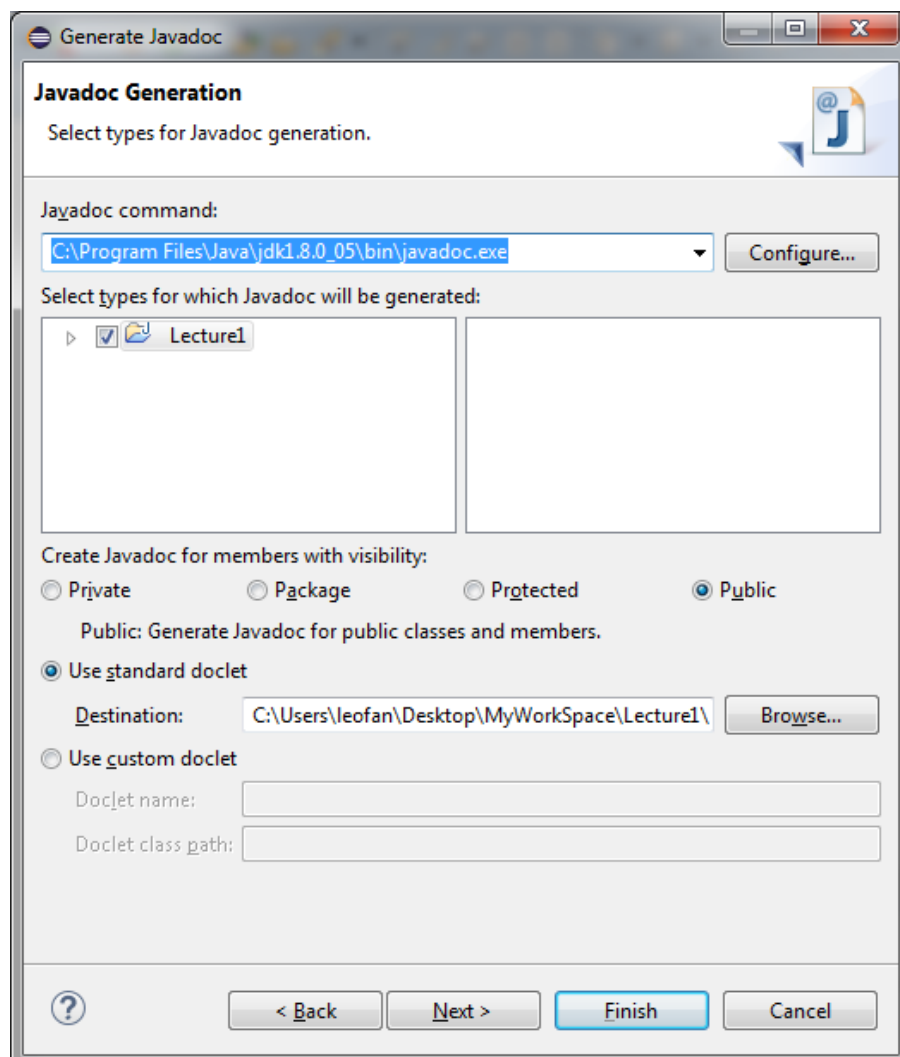 Generate Javadoc
Javadoc Generation
Select types for Javadoc generation.
Javadoc command:
C:\Program Files\Java\jdk1.8.0_05\bin\javadoc.exe
Configure...
Select types for which Javadoc will be generated:
Lecture1
Create Javadoc for members with visibility:
Private Package Protected Public
Public: Generate Javadoc for public classes and members.
Use standard doclet
Destination: C:\Users\leofan\Desktop\MyWorkSpace\Lecture1\ Browse...
Use custom doclet
Doclet name:
Doclet class path:
? < Back Next > Finish Cancel